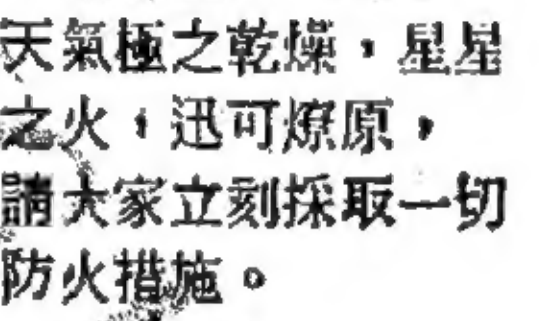 天氣極之乾燥，星星
之火，迅可燎原，
請大家立刻採取一切
防火措施。